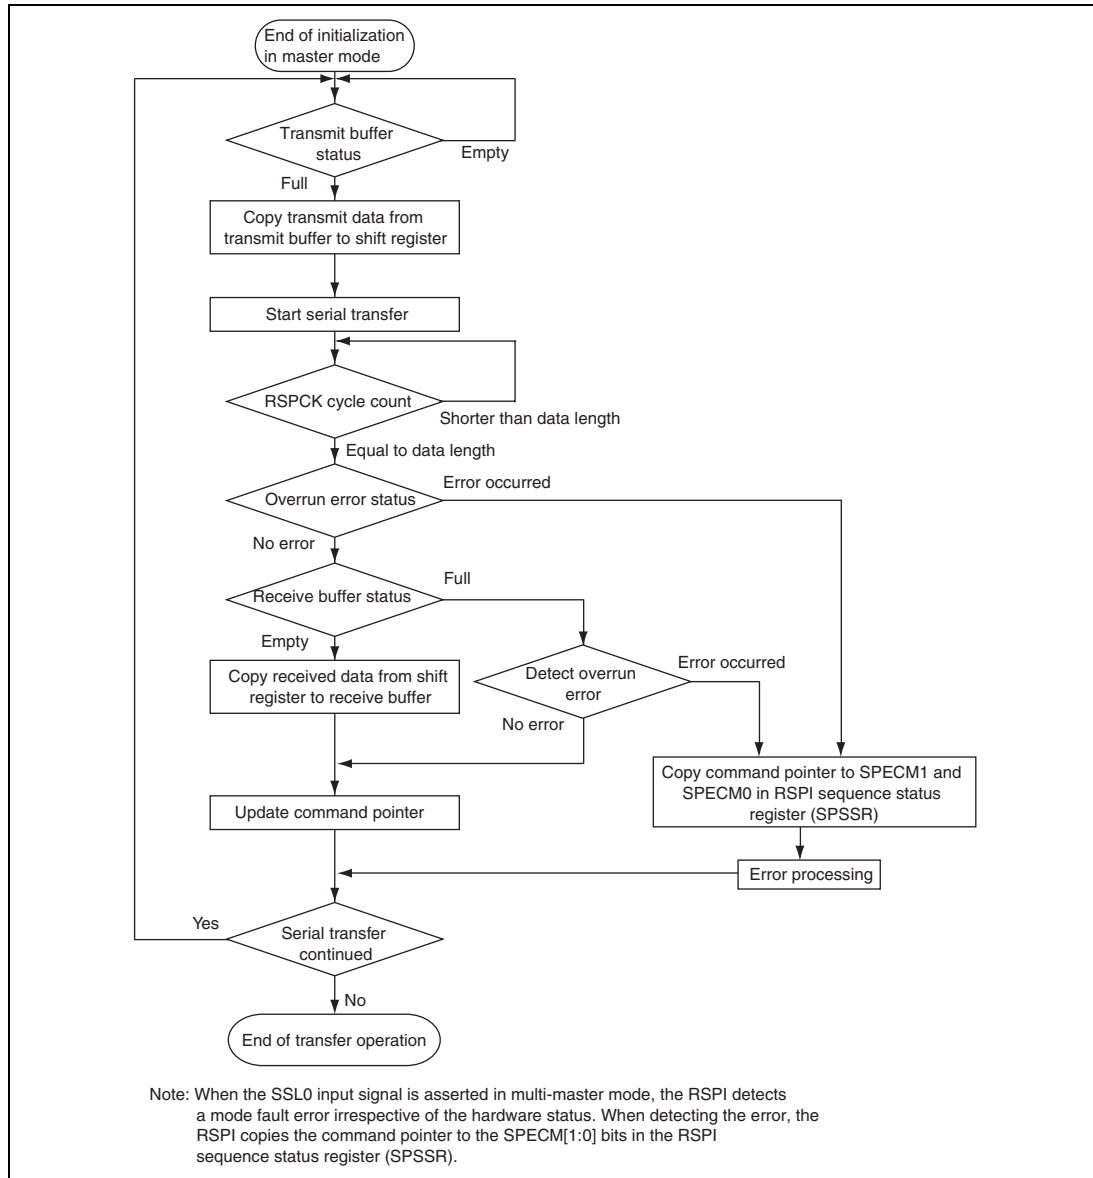 End of initialization
in master mode
Transmit buffer
status
Empty
Full
Copy transmit data from
transmit buffer to shift register
Start serial transfer
RSPCK cycle count
Shorter than data length
Equal to data length
Error occurred
Overrun error status
No error
Full
Receive buffer status
Empty
Error occurred
Copy received data from shift
register to receive buffer
Detect overrun
error
No error
Copy command pointer to SPECM1 and
SPECM0 in RSPI sequence status
register (SPSSR)
Update command pointer
Error processing
Yes
Serial transfer
continued
No
End of transfer operation
Note: When the SSL0 input signal is asserted in multi-master mode, the RSPI detects
a mode fault error irrespective of the hardware status. When detecting the error, the
RSPI copies the command pointer to the SPECM[1:0] bits in the RSPI
sequence status register (SPSSR).